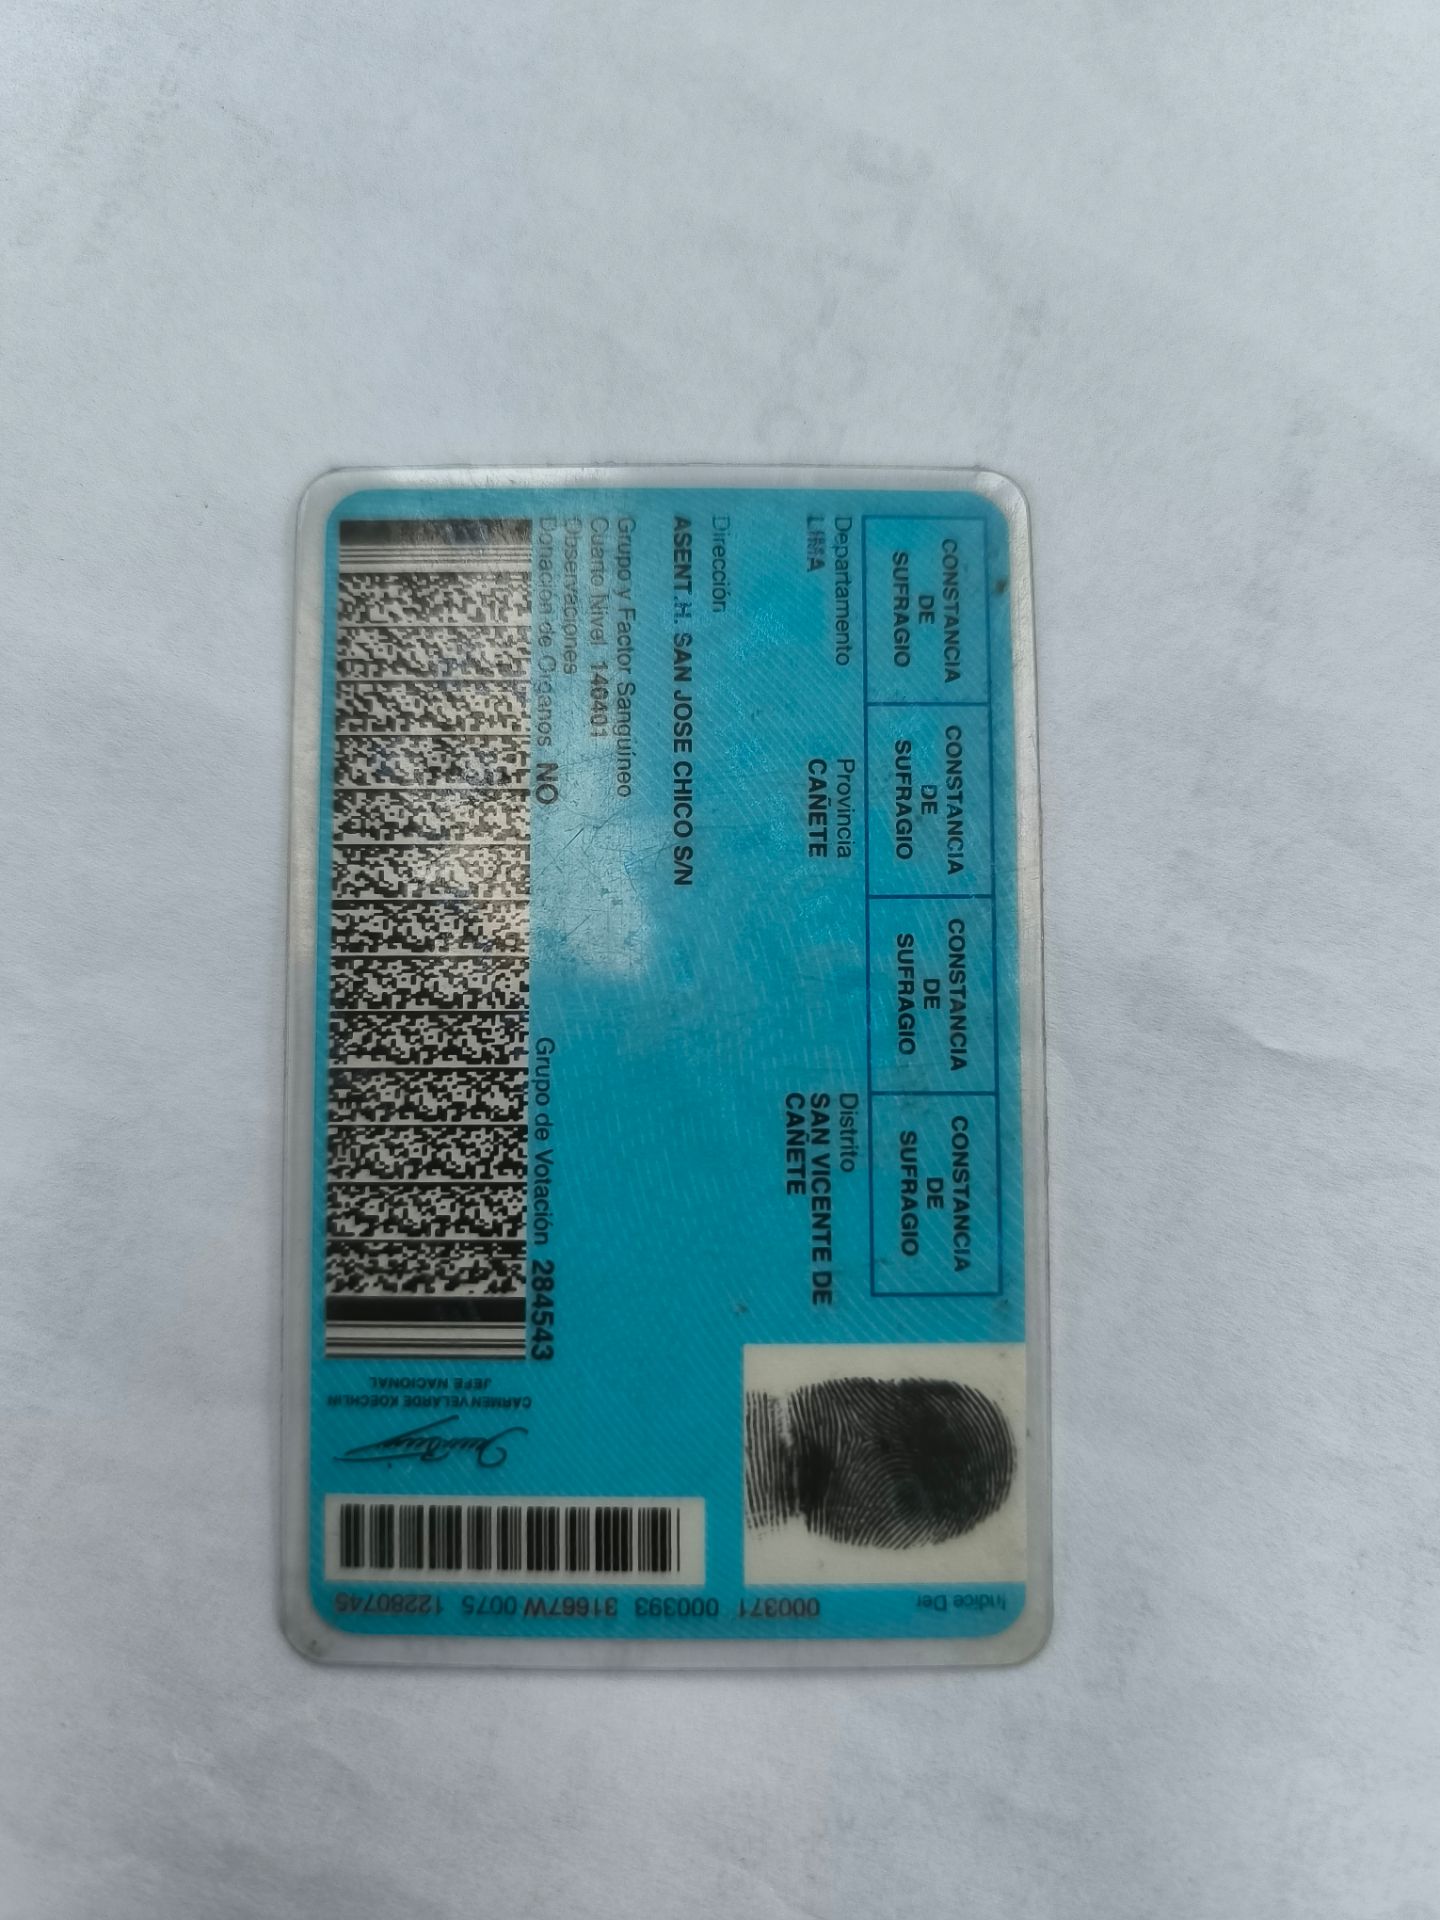 CONSTANCIA
DE
SUFRAGIO
CONSTANCIA
DE
SUFRAGIO
CONSTANCIA
DE
SUFRAGIO
CONSTANCIA
DE
SUFRAGIO
Departamento
LIMA
Provincia
CAÑETE
Distrito
SAN VICENTE DE
CAÑETE
Dirección
ASENT.H. SAN JOSE CHICO S/N
Grupo y Factor Sanguíneo
Cuarto Nivel 140401
Observaciones
Donación de Organos NO
Grupo de Votación 284543
CARMEN VELARDE KOECHLIN
JEFE NACIONAL
Indice Der
000371 000393 31667W 0075 12280745